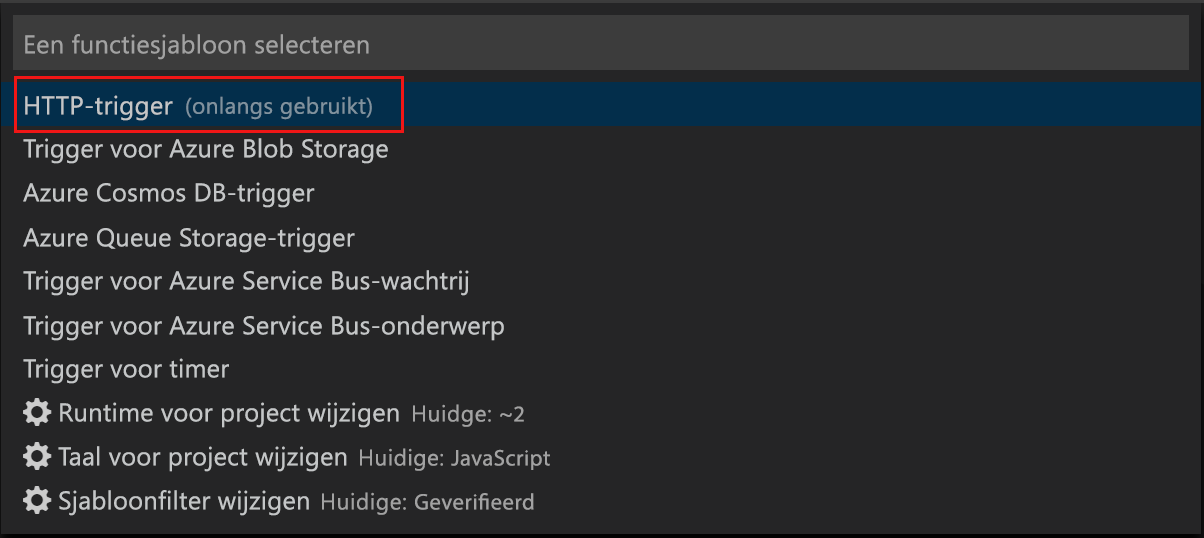 Een functiesjabloon selecteren
HTTP-trigger (onlangs gebruikt)
Trigger voor Azure Blob Storage
Azure Cosmos DB-trigger
Azure Queue Storage-trigger
Trigger voor Azure Service Bus-wachtrij
Trigger voor Azure Service Bus-onderwerp
Trigger voor timer
Runtime voor project wijzigen Huidge: ~2
Taal voor project wijzigen Huidige: JavaScript
Sjabloonfilter wijzigen Huidige: Geverifieerd